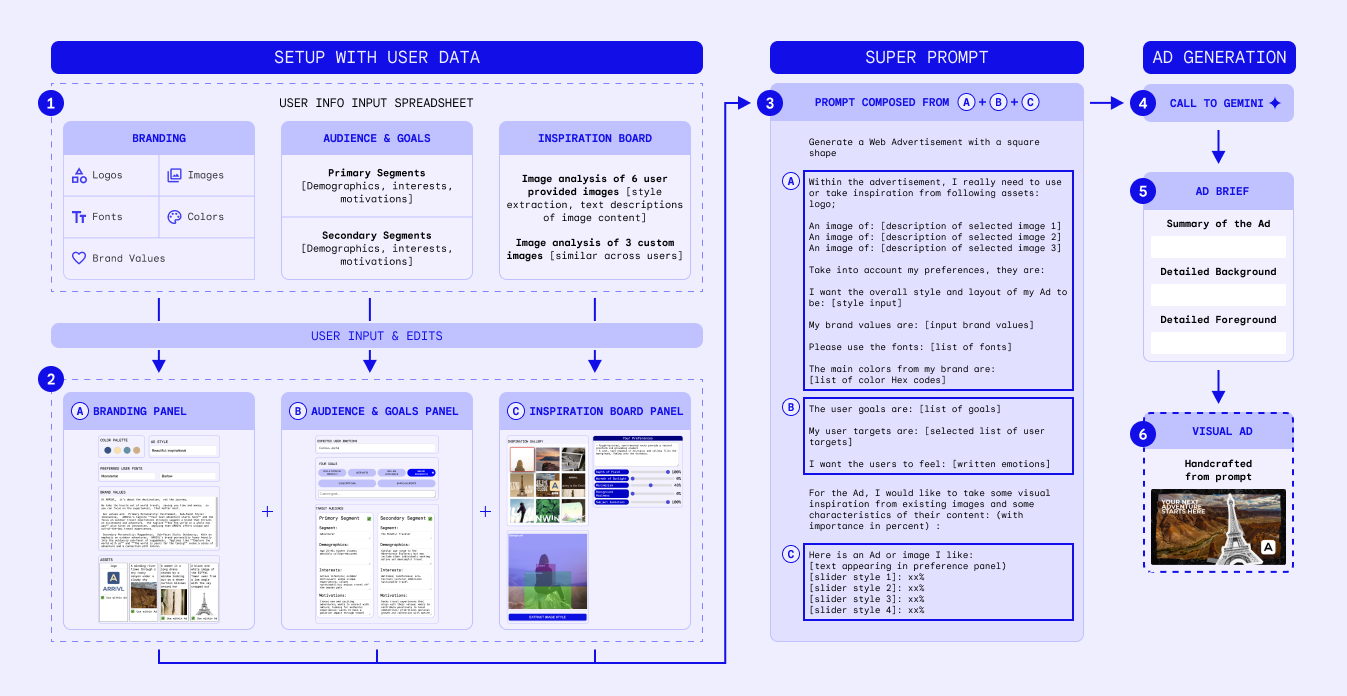 SETUP WITH USER DATA
1
USER INFO INPUT SPREADSHEET
BRANDING
Logos
Images
Fonts
Colors
Brand Values
AUDIENCE & GOALS
Primary Segments
[Demographics, interests,
motivations]
Secondary Segments
[Demographics, interests,
motivations]
INSPIRATION BOARD
Image analysis of 6 user
provided images [style
extraction, text descriptions
of image content]
Image analysis of 3 custom
images [similar across users]
USER INPUT & EDITS
2
A BRANDING PANEL
COLOR PALETTE
AD STYLE
PREFERRED USER FONTS
BRAND VALUES
ASSETS
ARRIVL
+
B AUDIENCE & GOALS PANEL
YOUR GOALS
TARGET AUDIENCE
Primary Segment
Secondary Segment
Segment:
Segment:
Demographics:
Demographics:
Interests:
Interests:
Motivations:
Motivations:
+
C INSPIRATION BOARD PANEL
INSPIRATION GALLERY
Your Preferences
EXTRACT IMAGE STYLE
SUPER PROMPT
3
PROMPT COMPOSED FROM A + B + C
Generate a Web Advertisement with a square
shape
A
Within the advertisement, I really need to use
or take inspiration from following assets:
logo;
An image of: [description of selected image 1]
An image of: [description of selected image 2]
An image of: [description of selected image 3]
Take into account my preferences, they are:
I want the overall style and layout of my Ad to
be: [style input]
My brand values are: [input brand values]
Please use the fonts: [list of fonts]
The main colors from my brand are:
[list of color Hex codes]
B
The user goals are: [list of goals]
My user targets are: [selected list of user
targets]
I want the users to feel: [written emotions]
For the Ad, I would like to take some visual
inspiration from existing images and some
characteristics of their content: (with
importance in percent) :
C
Here is an Ad or image I like:
[text appearing in preference panel)
[slider style 1]: xx%
[slider style 2]: xx%
[slider style 3]: xx%
[slider style 4]: xx%
AD GENERATION
4
CALL TO GEMINI
5
AD BRIEF
Summary of the Ad
Detailed Background
Detailed Foreground
6
VISUAL AD
Handcrafted
from prompt
YOUR NEXT
ADVENTURE
STARTS HERE
A